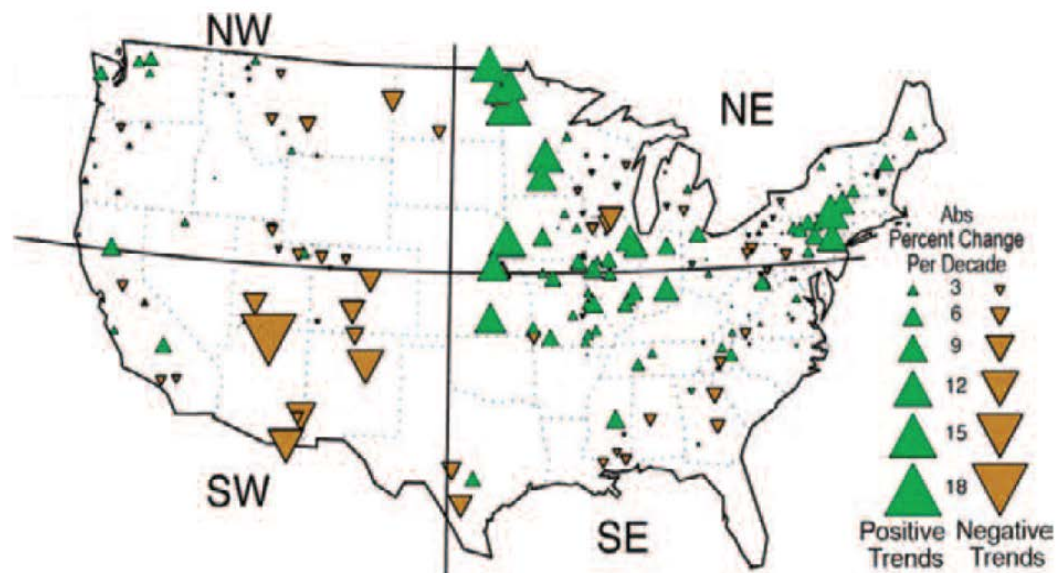 NW
NE
SW
SE
Abs
Percent Change
Per Decade
3
6
9
12
15
18
Positive Negative
Trends Trends